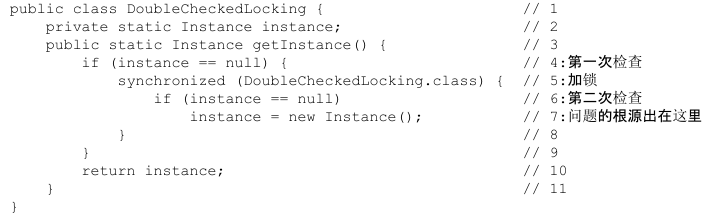 public class DoubleCheckedLocking { // 1
private static Instance instance; // 2
public static Instance getInstance() { // 3
if (instance == null) { // 4:第一次检查
synchronized (DoubleCheckedLocking.class) { // 5:加锁
if (instance == null) // 6:第二次检查
instance = new Instance(); // 7:问题的根源出在这里
} // 8
} // 9
return instance; // 10
} // 11
}